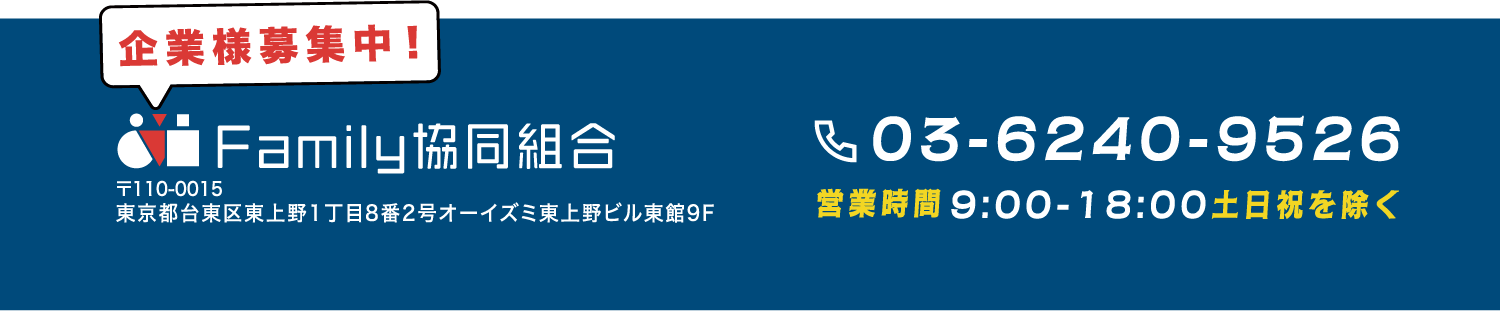 企業様募集中！
Family協同組合
〒110-0015
東京都台東区東上野1丁目8番2号オーイズミ東上野ビル東館9F
03-6240-9526
営業時間 9:00-18:00土日祝を除く